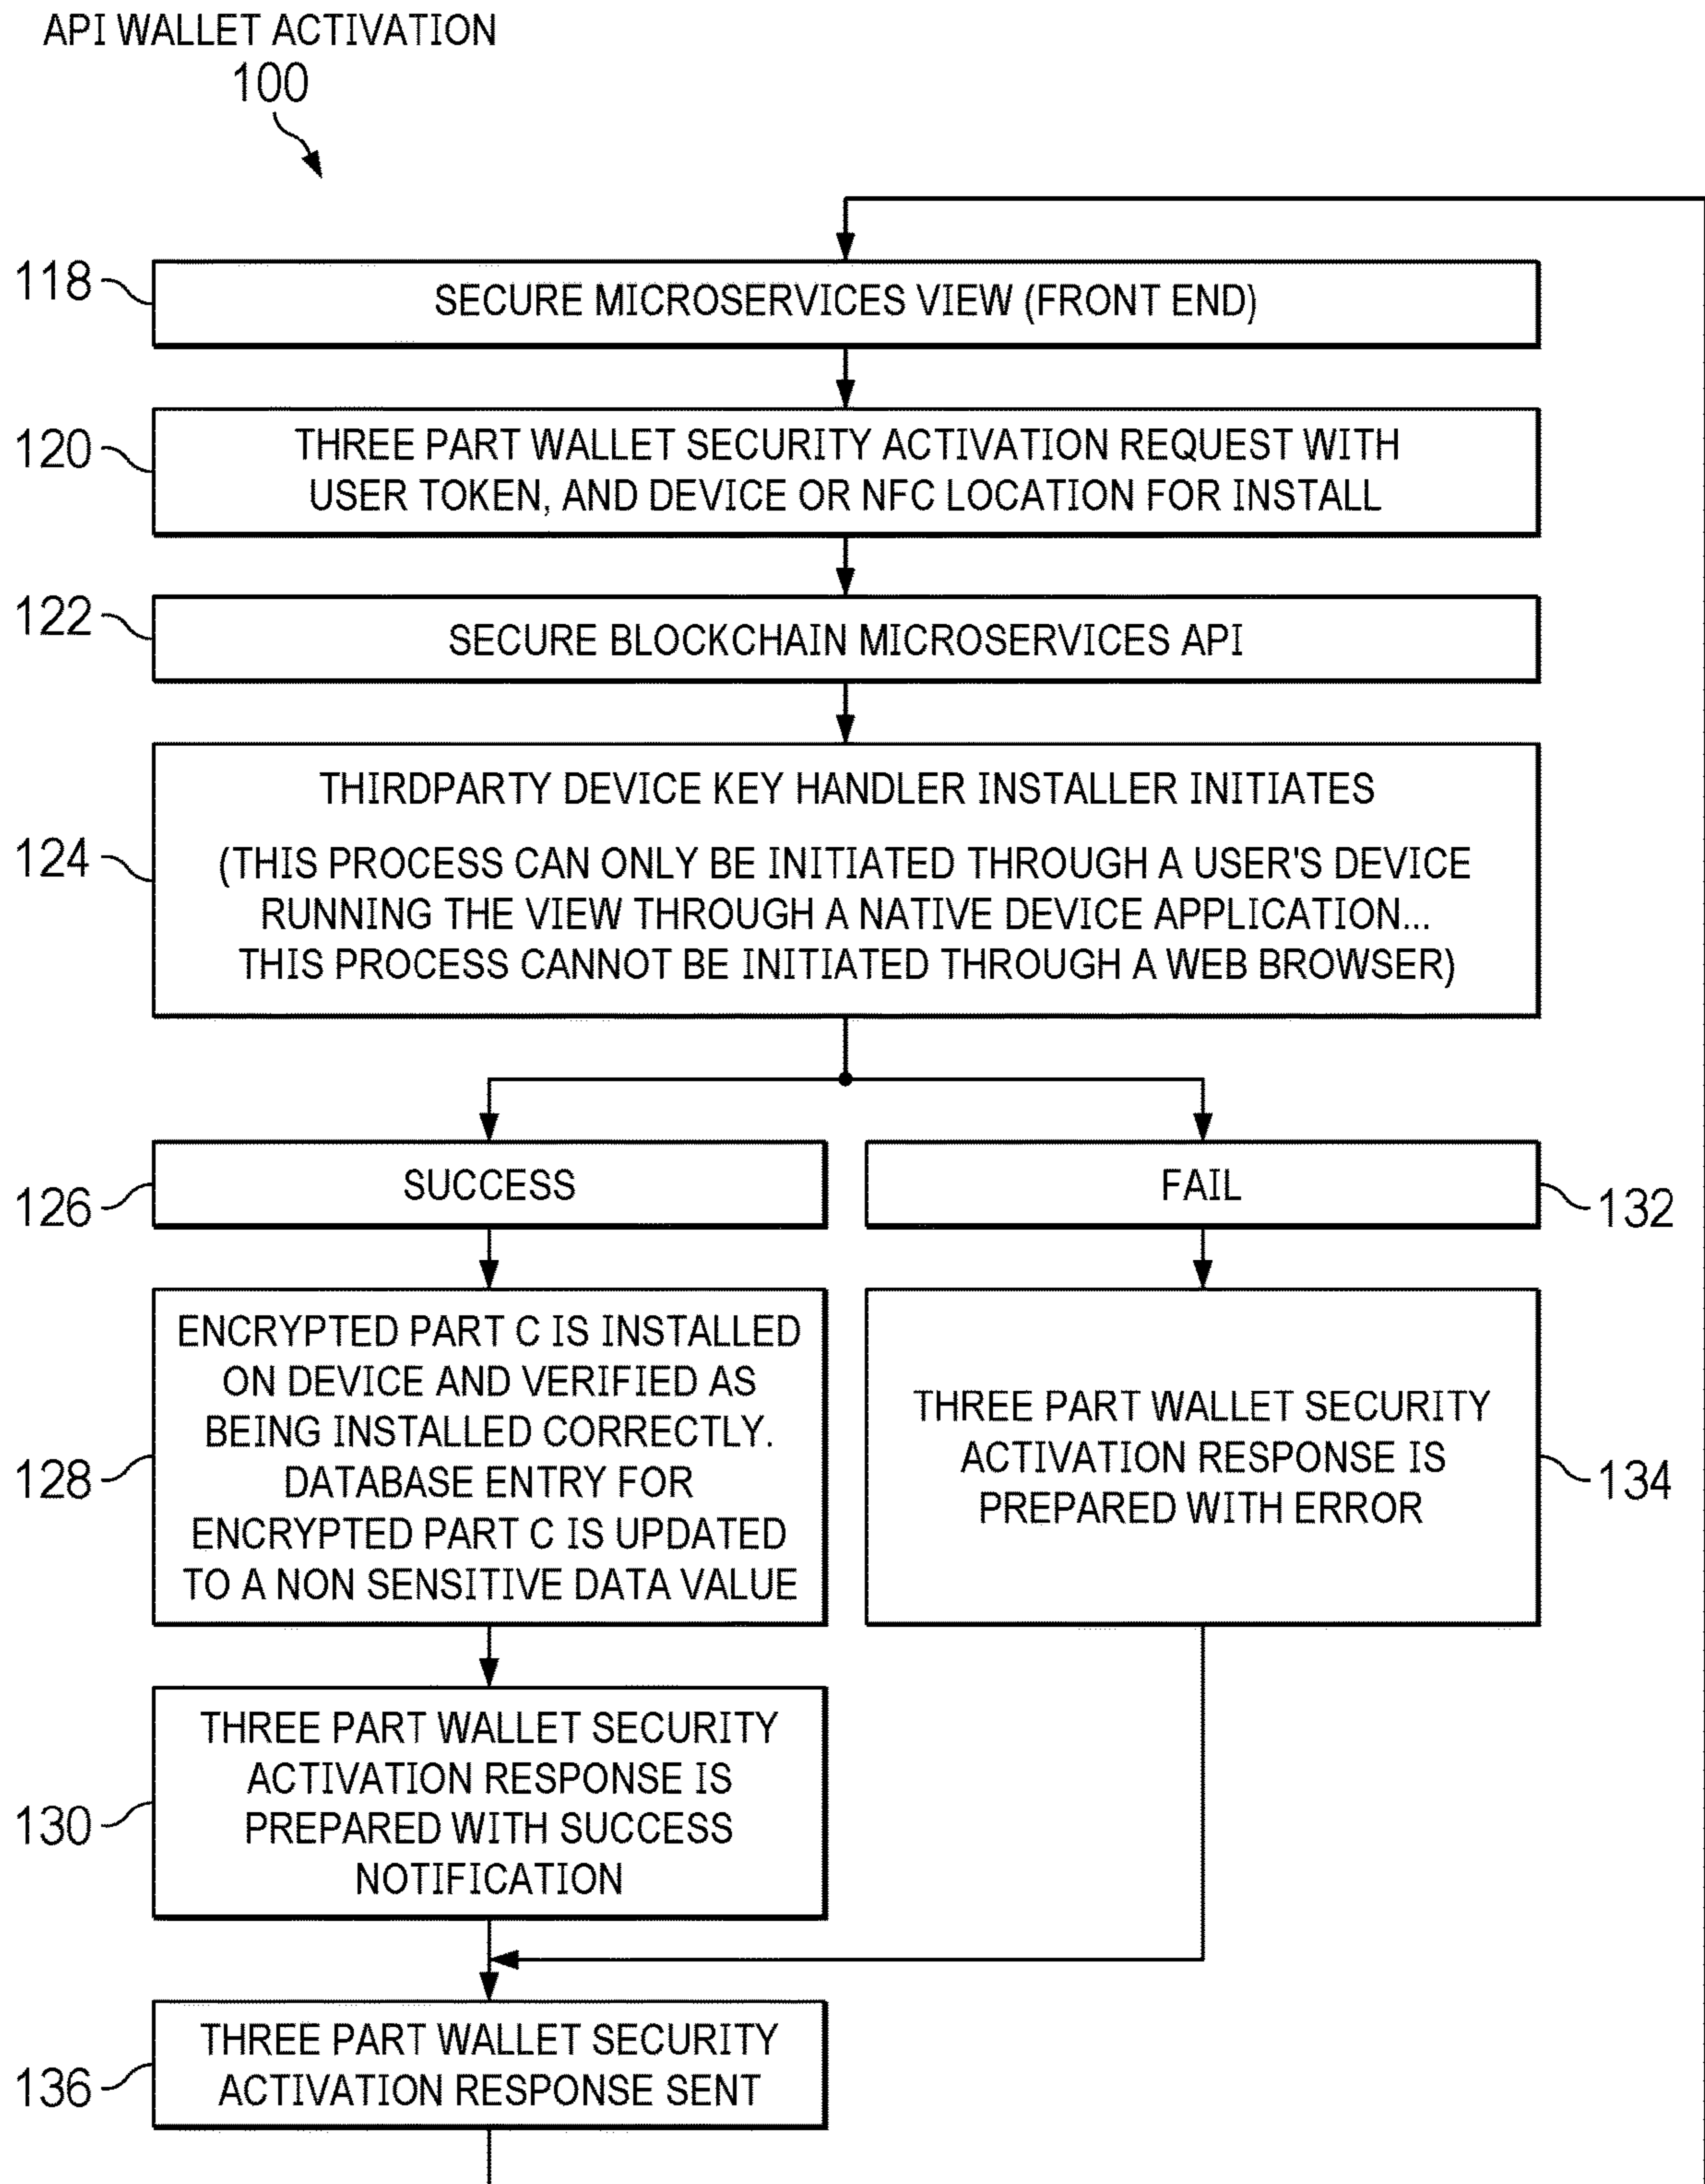 API WALLET ACTIVATION
100
118
SECURE MICROSERVICES VIEW (FRONT END)
120
THREE PART WALLET SECURITY ACTIVATION REQUEST WITH
USER TOKEN, AND DEVICE OR NFC LOCATION FOR INSTALL
122
SECURE BLOCKCHAIN MICROSERVICES API
124
THIRDPARTY DEVICE KEY HANDLER INSTALLER INITIATES
(THIS PROCESS CAN ONLY BE INITIATED THROUGH A USER'S DEVICE
RUNNING THE VIEW THROUGH A NATIVE DEVICE APPLICATION...
THIS PROCESS CANNOT BE INITIATED THROUGH A WEB BROWSER)
126
SUCCESS
FAIL
132
128
ENCRYPTED PART C IS INSTALLED
ON DEVICE AND VERIFIED AS
BEING INSTALLED CORRECTLY.
DATABASE ENTRY FOR
ENCRYPTED PART C IS UPDATED
TO A NON SENSITIVE DATA VALUE
THREE PART WALLET SECURITY
ACTIVATION RESPONSE IS
PREPARED WITH ERROR
134
130
THREE PART WALLET SECURITY
ACTIVATION RESPONSE IS
PREPARED WITH SUCCESS
NOTIFICATION
136
THREE PART WALLET SECURITY
ACTIVATION RESPONSE SENT